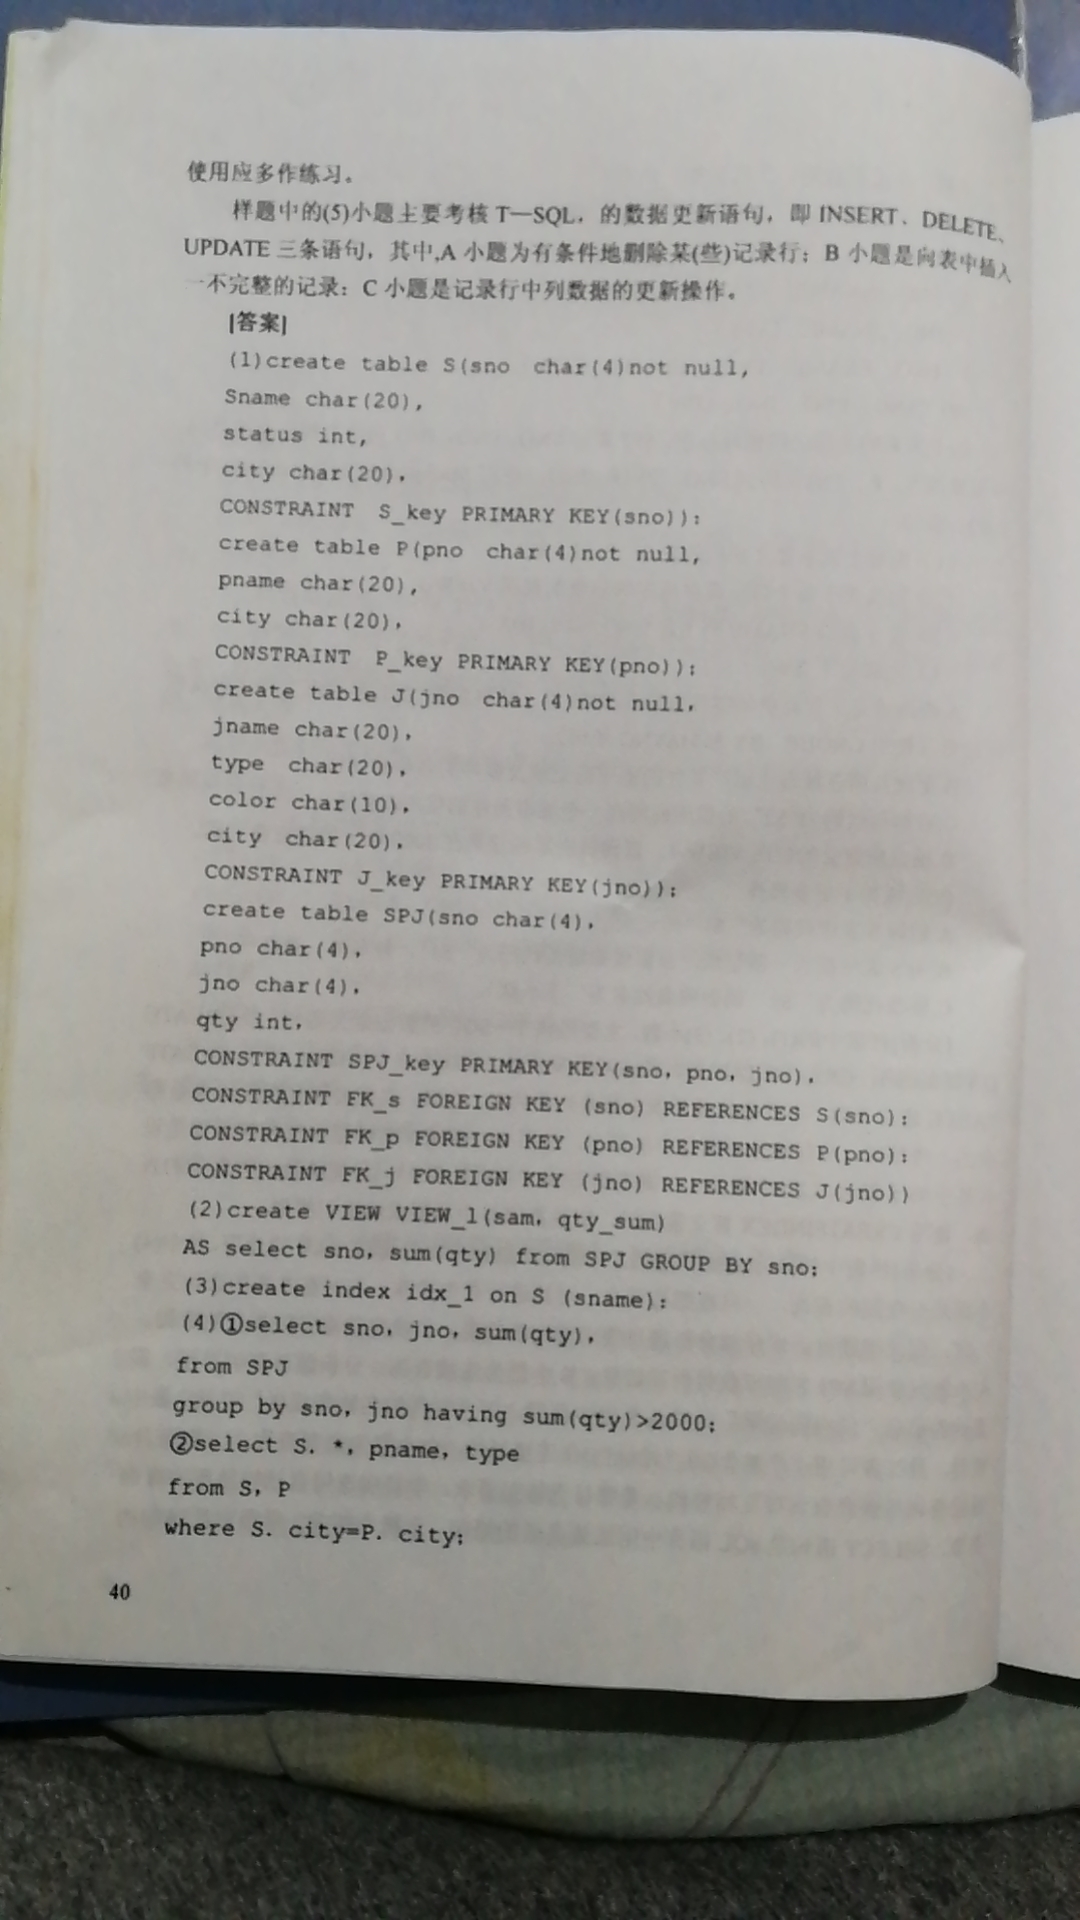 使用应多作练习。
样题中的(5)小题主要考核 T—SQL，的数据更新语句，即 INSERT、DELETE、
UPDATE 三条语句，其中,A 小题为有条件地删除某(些)记录行；B 小题是向表中插入
一不完整的记录：C 小题是记录行中列数据的更新操作。
[答案]
(1)create table S(sno char(4)not null,
Sname char(20),
status int,
city char(20),
CONSTRAINT S_key PRIMARY KEY(sno)):
create table P(pno char(4)not null,
pname char(20),
city char(20),
CONSTRAINT P_key PRIMARY KEY(pno));
create table J(jno char(4)not null,
jname char(20),
type char(20),
color char(10),
city char(20),
CONSTRAINT J_key PRIMARY KEY(jno));
create table SPJ(sno char(4),
pno char(4),
jno char(4),
qty int,
CONSTRAINT SPJ_key PRIMARY KEY(sno, pno, jno),
CONSTRAINT FK_s FOREIGN KEY (sno) REFERENCES S(sno):
CONSTRAINT FK_p FOREIGN KEY (pno) REFERENCES P(pno):
CONSTRAINT FK_j FOREIGN KEY (jno) REFERENCES J(jno))
(2)create VIEW VIEW_1(sam, qty_sum)
AS select sno, sum(qty) from SPJ GROUP BY sno;
(3)create index idx_1 on S (sname):
(4)①select sno, jno, sum(qty),
from SPJ
group by sno, jno having sum(qty)>2000;
②select S. *, pname, type
from S, P
where S. city=P. city;
40